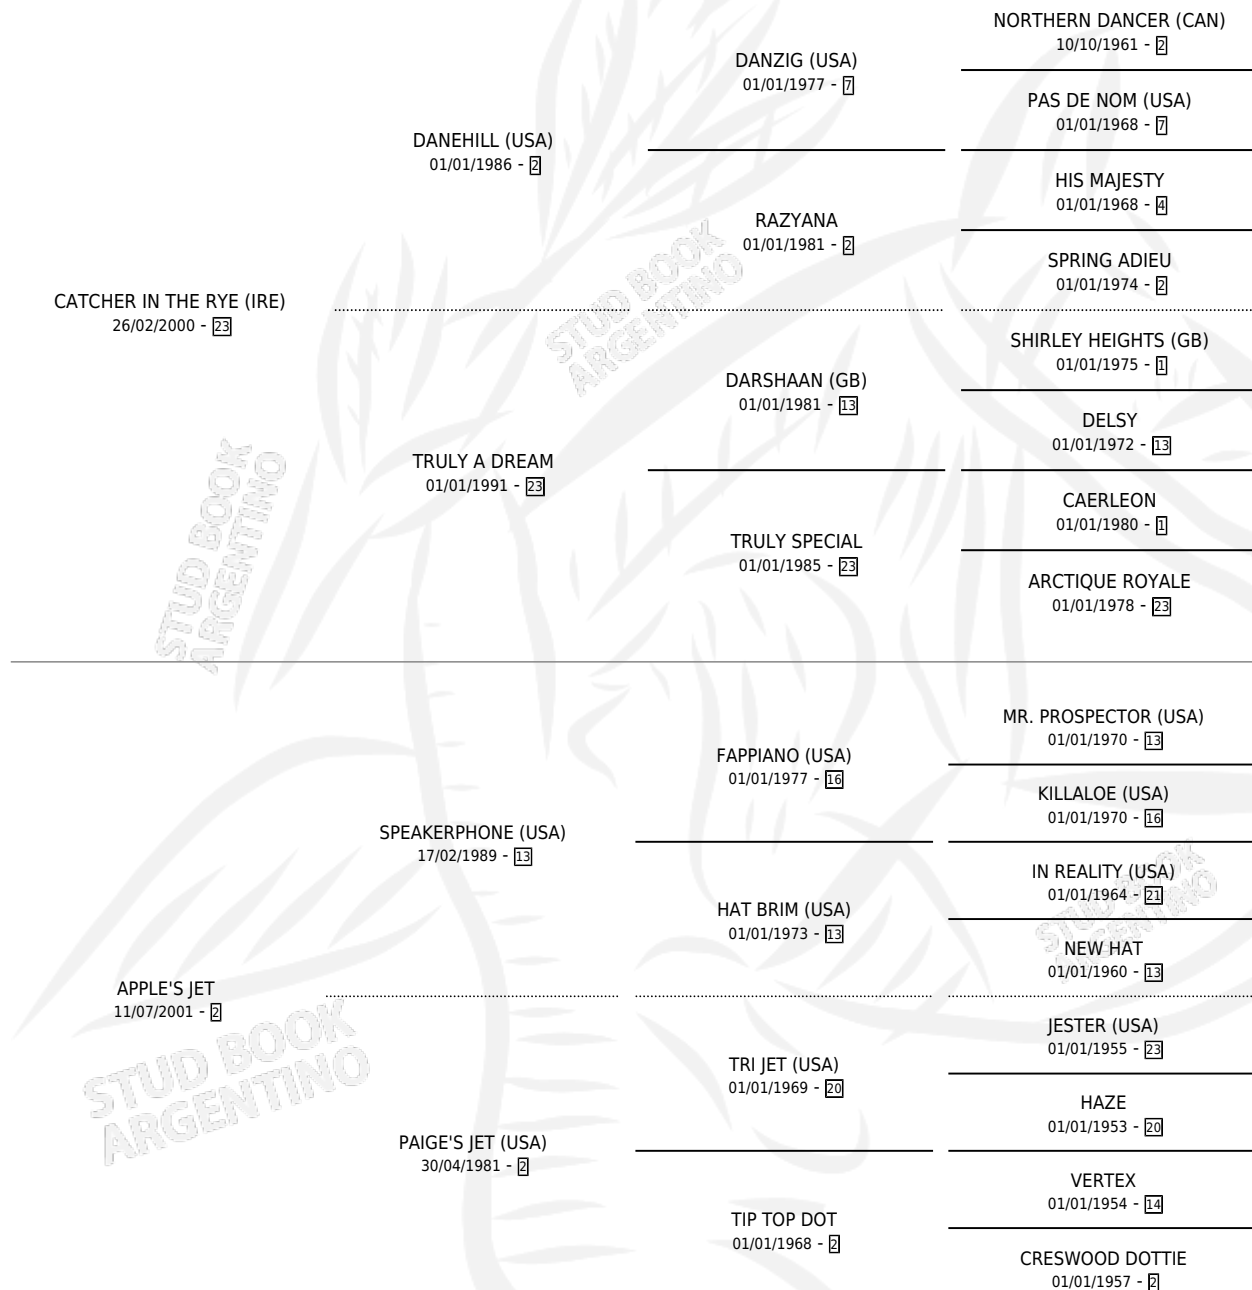 NORTHERN DANCER (CAN)
10/10/1961 - 2
DANZIG (USA)
01/01/1977 - 7
PAS DE NOM (USA)
01/01/1968 - 7
DANEHILL (USA)
01/01/1986 - 2
HIS MAJESTY
01/01/1968 - 4
RAZYANA
01/01/1981 - 2
SPRING ADIEU
01/01/1974 - 2
CATCHER IN THE RYE (IRE)
26/02/2000 - 23
SHIRLEY HEIGHTS (GB)
01/01/1975 - 1
DARSHAAN (GB)
01/01/1981 - 13
DELSY
01/01/1972 - 13
TRULY A DREAM
01/01/1991 - 23
CAERLEON
01/01/1980 - 1
TRULY SPECIAL
01/01/1985 - 23
ARCTIQUE ROYALE
01/01/1978 - 23
MR. PROSPECTOR (USA)
01/01/1970 - 13
FAPPIANO (USA)
01/01/1977 - 16
KILLALOE (USA)
01/01/1970 - 16
SPEAKERPHONE (USA)
17/02/1989 - 13
IN REALITY (USA)
01/01/1964 - 21
HAT BRIM (USA)
01/01/1973 - 13
NEW HAT
01/01/1960 - 13
APPLE'S JET
11/07/2001 - 2
JESTER (USA)
01/01/1955 - 23
TRI JET (USA)
01/01/1969 - 20
HAZE
01/01/1953 - 20
PAIGE'S JET (USA)
30/04/1981 - 2
VERTEX
01/01/1954 - 14
TIP TOP DOT
01/01/1968 - 2
CRESWOOD DOTTIE
01/01/1957 - 2
STUD BOOK
ARGENTINO
STUD BOOK
ARGENTINO
STUD BOOK
ARGENTINO
STUD BOOK
ARGENTINO